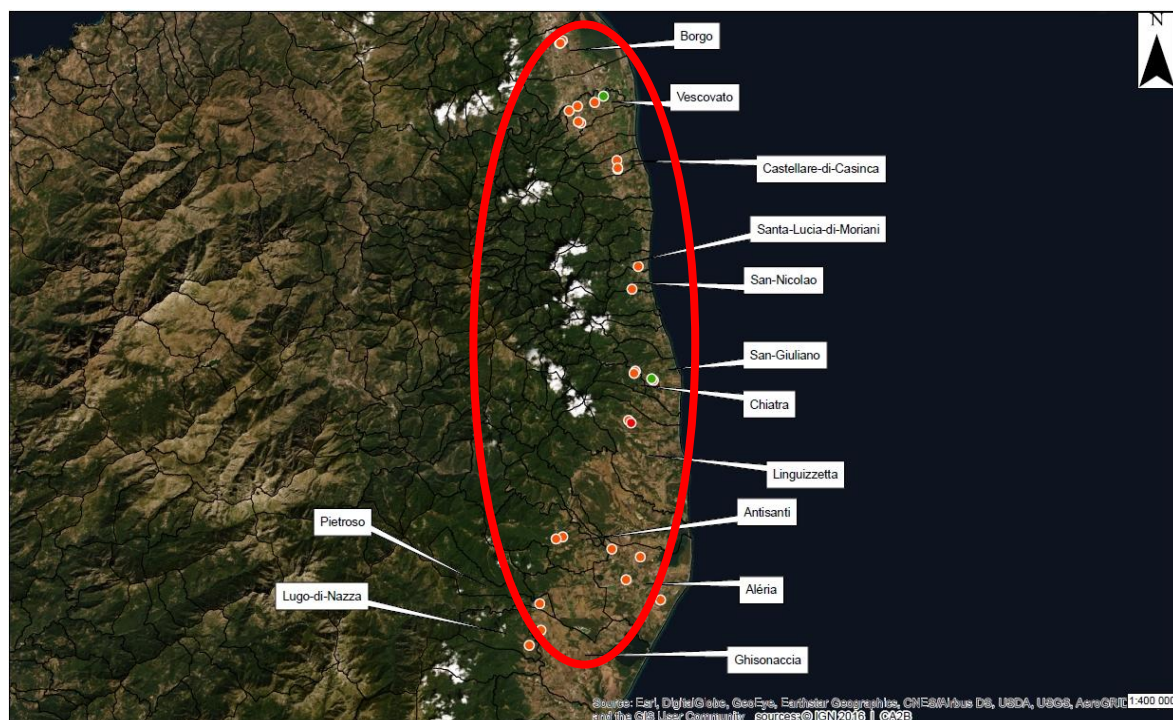 N
Borgo
Vescovato
Castellare-di-Casinca
Santa-Lucia-di-Moriani
San-Nicolao
San-Giuliano
Chiatra
Linguizzetta
Antisanti
Pietroso
Aléria
Lugo-di-Nazza
Ghisonaccia
Source: Esri, DigitalGlobe, GeoEye, Earthstar Geographics, CNES/Airbus DS, USDA, USGS, AeroGRID
1:400 000
and the GIS User Community sources: © IGN 2016 | CA2B